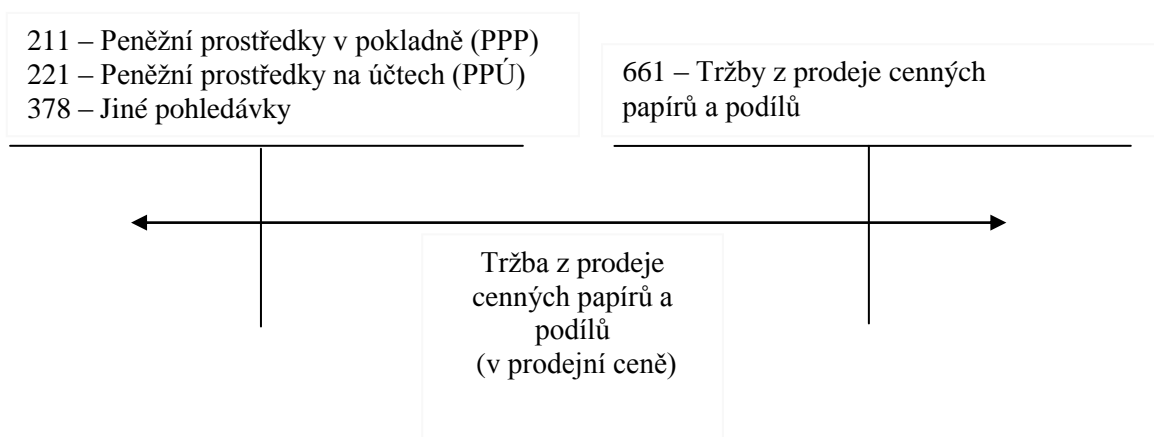 211 – Peněžní prostředky v pokladně (PPP)
221 – Peněžní prostředky na účtech (PPÚ)
378 – Jiné pohledávky
661 – Tržby z prodeje cenných
papírů a podílů
Tržba z prodeje
cenných papírů a
podílů
(v prodejní ceně)